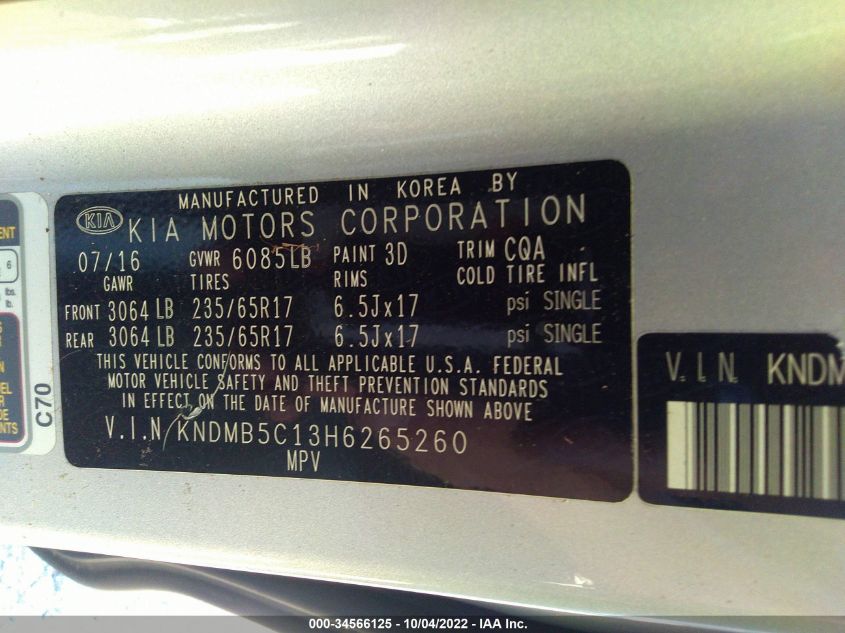 MANUFACTURED IN KOREA BY
KIA KIA MOTORS CORPORATION
07/16 GVWR 6085LB PAINT 3D TRIM CQA
GAWR TIRES RIMS COLD TIRE INFL
FRONT 3064 LB 235/65R17 6.5Jx17 psi SINGLE
REAR 3064 LB 235/65R17 6.5Jx17 psi SINGLE
THIS VEHICLE CONFORMS TO ALL APPLICABLE U.S.A. FEDERAL
MOTOR VEHICLE SAFETY AND THEFT PREVENTION STANDARDS
IN EFFECT ON THE DATE OF MANUFACTURE SHOWN ABOVE
V.I.N KNDMB5C13H6265260
MPV
C70
6
lbs.
lb.
V.I.N. KNDM
000-34566125 - 10/04/2022 - IAA Inc.